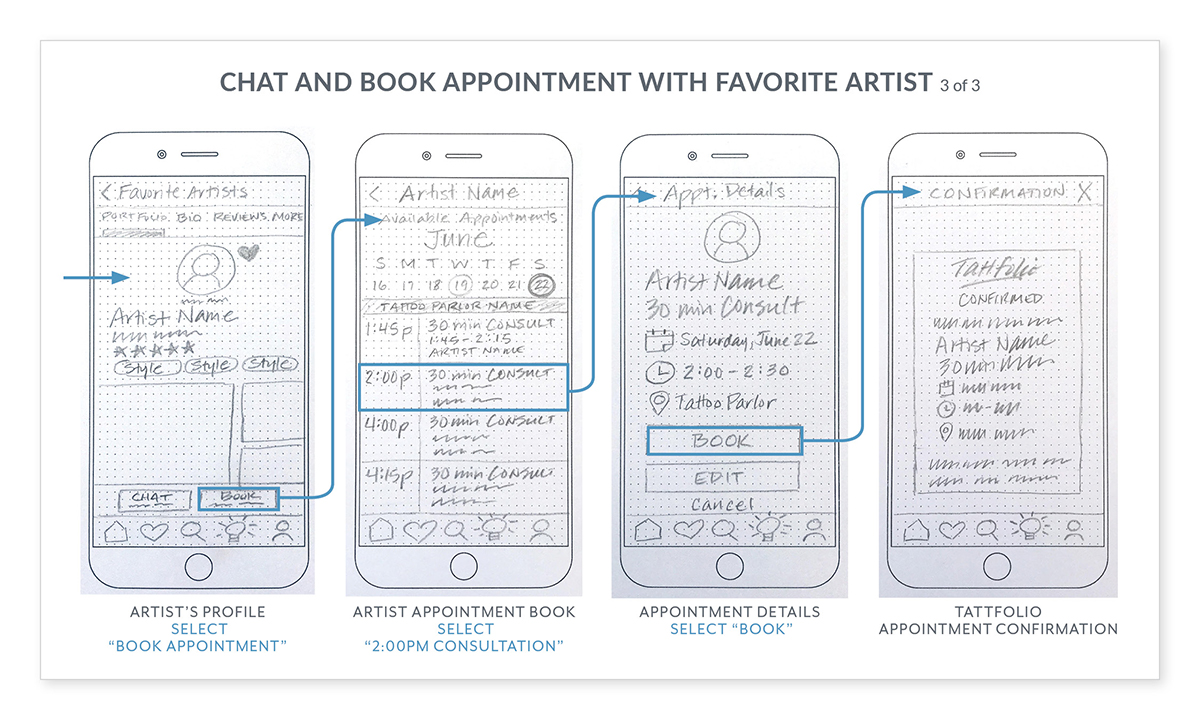 CHAT AND BOOK APPOINTMENT WITH FAVORITE ARTIST 3 of 3
< Favorite Artists
PORTFOLIO BIO REVIEWS MORE
Artist Name
Style Style Style
CHAT BOOK
ARTIST'S PROFILE
SELECT
“BOOK APPOINTMENT”
< Artist Name
Available Appointments
June
S M T W T F S
16 17 18 19 20 21 22
TATTOO PARLOR NAME
1:45p 30 min CONSULT
1:45 - 2:15
ARTIST NAME
2:00p 30 min CONSULT
4:00p 30 min CONSULT
4:15p 30 min CONSULT
ARTIST APPOINTMENT BOOK
SELECT
“2:00PM CONSULTATION”
Appt. Details
Artist Name
30 min Consult
Saturday, June 22
2:00 - 2:30
Tattoo Parlor
BOOK
EDIT
Cancel
APPOINTMENT DETAILS
SELECT “BOOK”
< CONFIRMATION X
Tattfolio
CONFIRMED
Artist Name
30 min
TATTFOLIO
APPOINTMENT CONFIRMATION